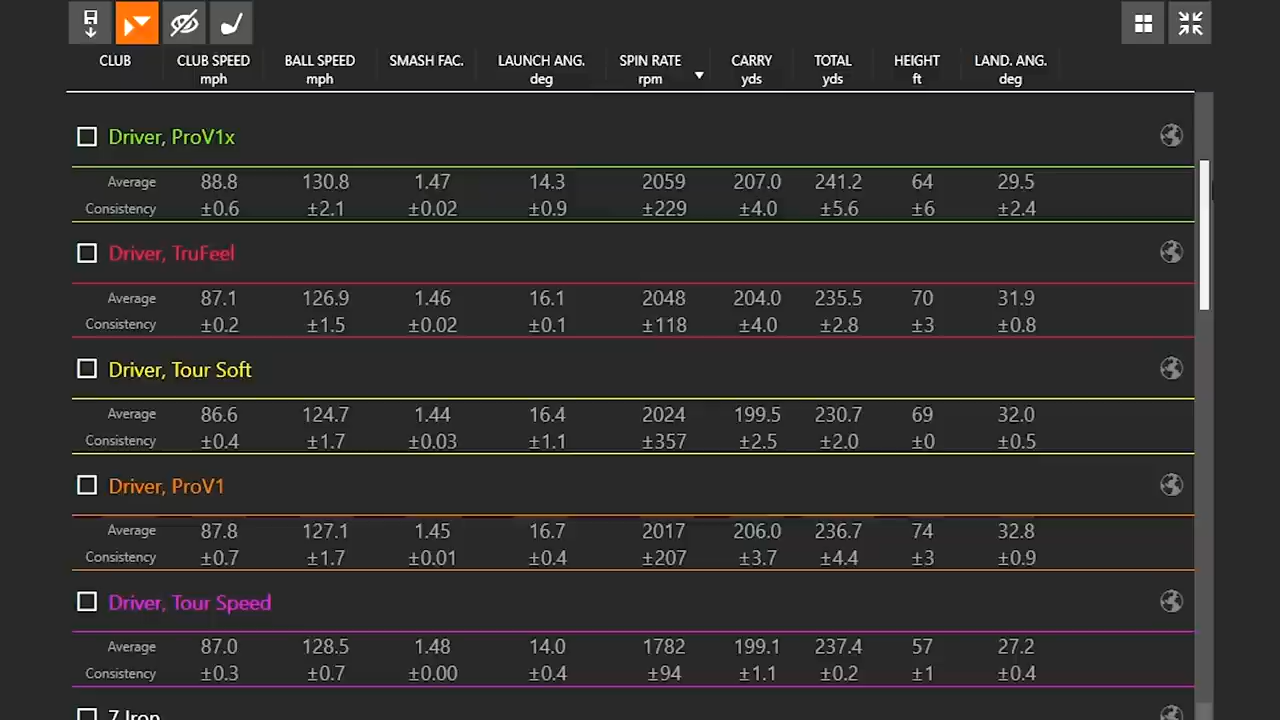 CLUB CLUB SPEED BALL SPEED SMASH FAC. LAUNCH ANG. SPIN RATE CARRY TOTAL HEIGHT LAND. ANG.
mph mph deg rpm yds yds ft deg
Driver, ProV1x
Average 88.8 130.8 1.47 14.3 2059 207.0 241.2 64 29.5
Consistency ±0.6 ±2.1 ±0.02 ±0.9 ±229 ±4.0 ±5.6 ±6 ±2.4
Driver, TruFeel
Average 87.1 126.9 1.46 16.1 2048 204.0 235.5 70 31.9
Consistency ±0.2 ±1.5 ±0.02 ±0.1 ±118 ±4.0 ±2.8 ±3 ±0.8
Driver, Tour Soft
Average 86.6 124.7 1.44 16.4 2024 199.5 230.7 69 32.0
Consistency ±0.4 ±1.7 ±0.03 ±1.1 ±357 ±2.5 ±2.0 ±0 ±0.5
Driver, ProV1
Average 87.8 127.1 1.45 16.7 2017 206.0 236.7 74 32.8
Consistency ±0.7 ±1.7 ±0.01 ±0.4 ±207 ±3.7 ±4.4 ±3 ±0.9
Driver, Tour Speed
Average 87.0 128.5 1.48 14.0 1782 199.1 237.4 57 27.2
Consistency ±0.3 ±0.7 ±0.00 ±0.4 ±94 ±1.1 ±0.2 ±1 ±0.4
7 Iron